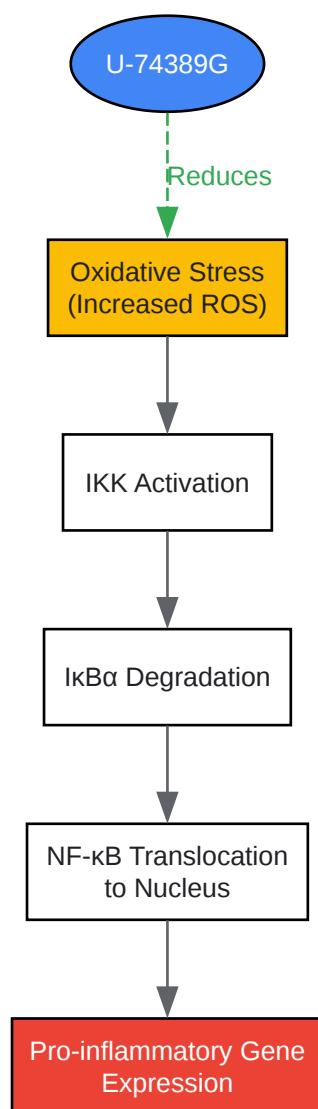 U-74389G
Reduces
Oxidative Stress
(Increased ROS)
IKK Activation
IκBα Degradation
NF-κB Translocation
to Nucleus
Pro-inflammatory Gene
Expression